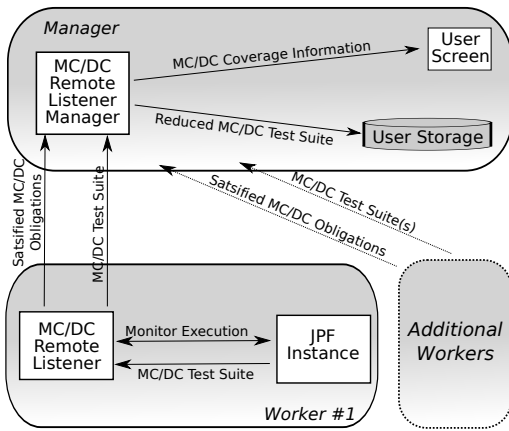 Manager
MC/DC
Remote
Listener
Manager
MC/DC Coverage Information
User
Screen
Reduced MC/DC Test Suite
User Storage
Satsified MC/DC
Obligations
MC/DC Test Suite
MC/DC Test Suite(s)
Satsified MC/DC Obligations
MC/DC
Remote
Listener
Monitor Execution
MC/DC Test Suite
JPF
Instance
Worker #1
Additional
Workers